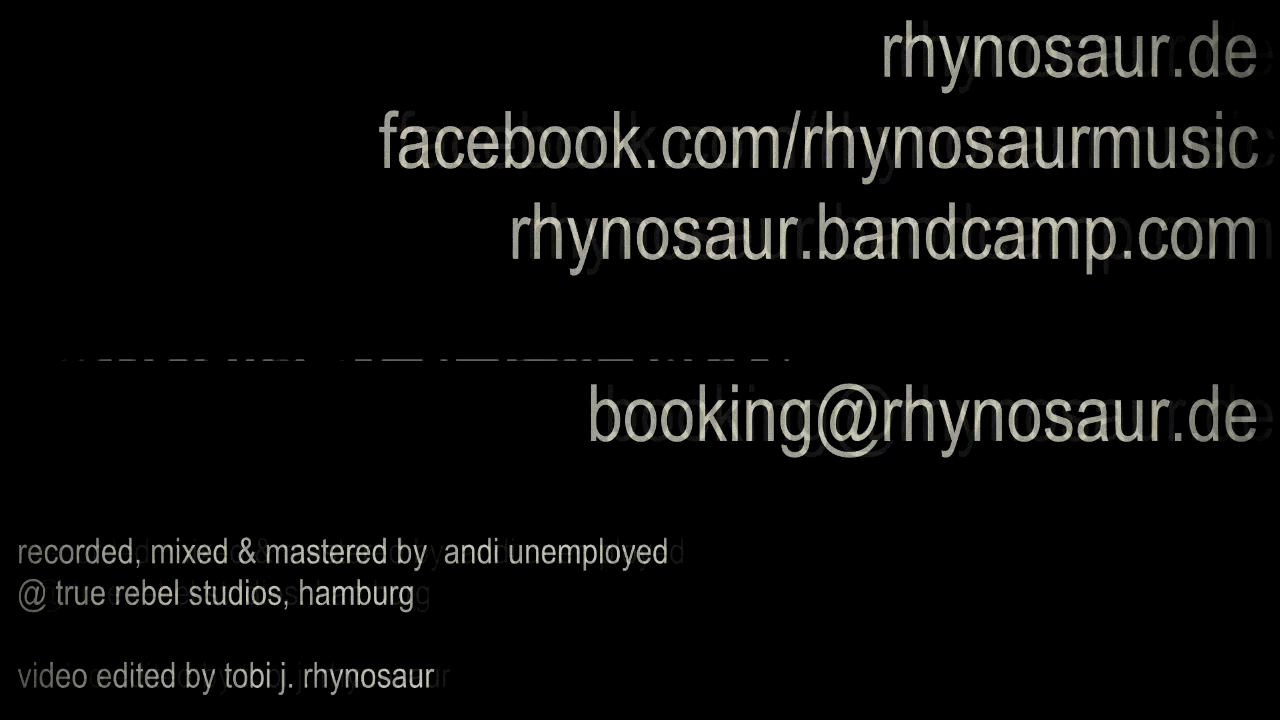 rhynosaur.de
facebook.com/rhynosaurmusic
rhynosaur.bandcamp.com
booking@rhynosaur.de
recorded, mixed & mastered by andi unemployed
@ true rebel studios, hamburg
video edited by tobi j. rhynosaur